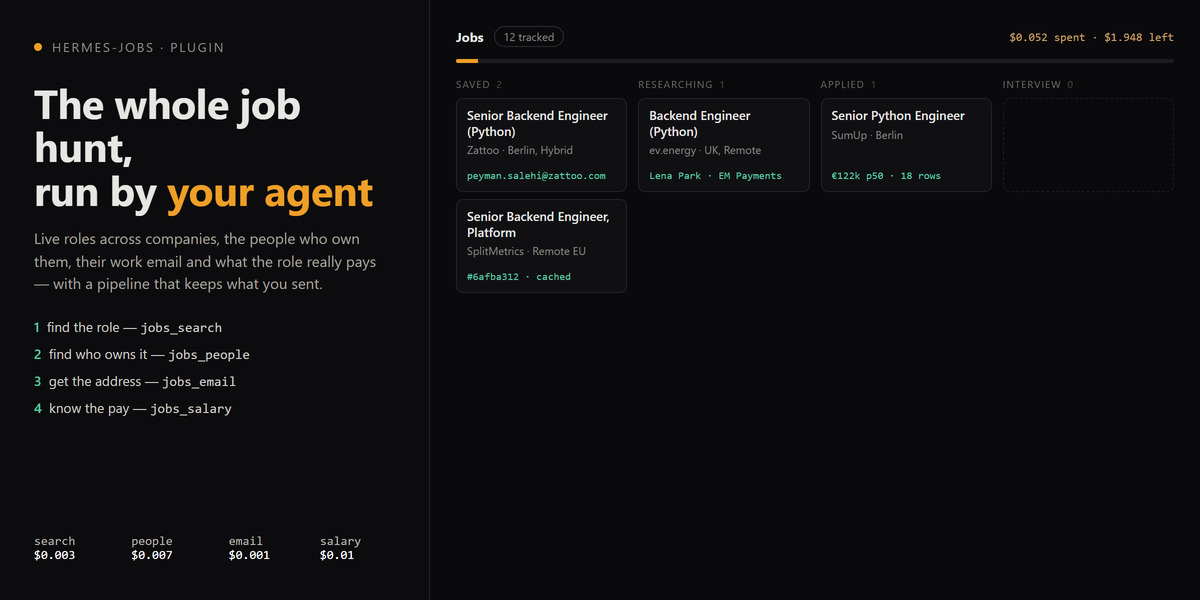 HERMES-JOBS · PLUGIN
The whole job
hunt,
run by your agent
Live roles across companies, the people who own
them, their work email and what the role really pays
— with a pipeline that keeps what you sent.
1 find the role — jobs_search
2 find who owns it — jobs_people
3 get the address — jobs_email
4 know the pay — jobs_salary
search people email salary
$0.003 $0.007 $0.001 $0.01
Jobs 12 tracked $0.052 spent · $1.948 left
SAVED 2
Senior Backend Engineer
(Python)
Zattoo · Berlin, Hybrid
peyman.salehi@zattoo.com
Senior Backend Engineer,
Platform
SplitMetrics · Remote EU
#6afba312 · cached
RESEARCHING 1
Backend Engineer
(Python)
ev.energy · UK, Remote
Lena Park · EM Payments
APPLIED 1
Senior Python Engineer
SumUp · Berlin
€122k p50 · 18 rows
INTERVIEW 0